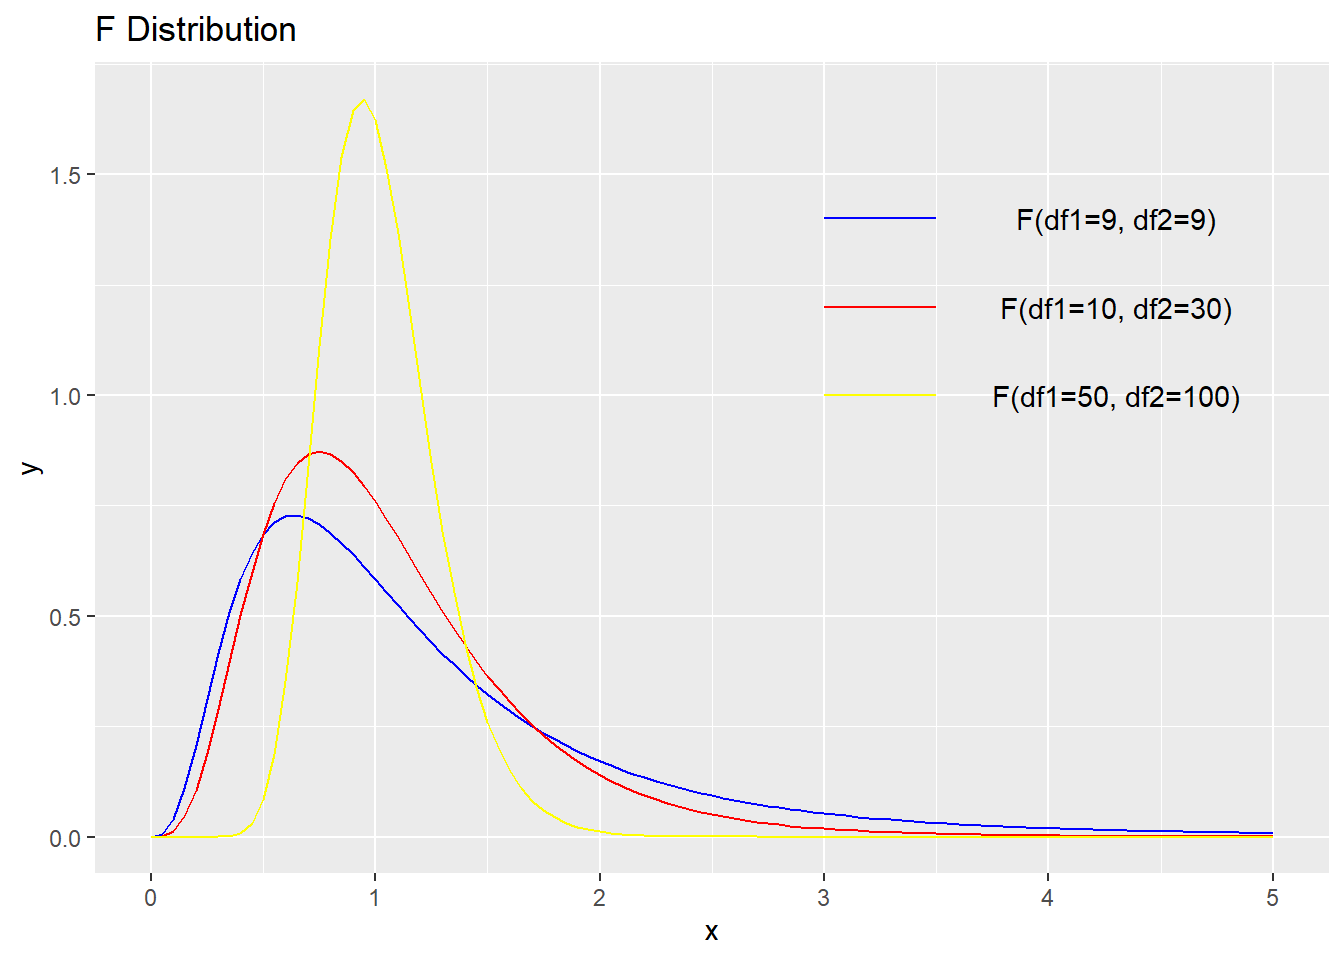 F Distribution
1.5
1.0
0.5
0.0
y
F(df1=9, df2=9)
F(df1=10, df2=30)
F(df1=50, df2=100)
0 1 2 3 4 5
x